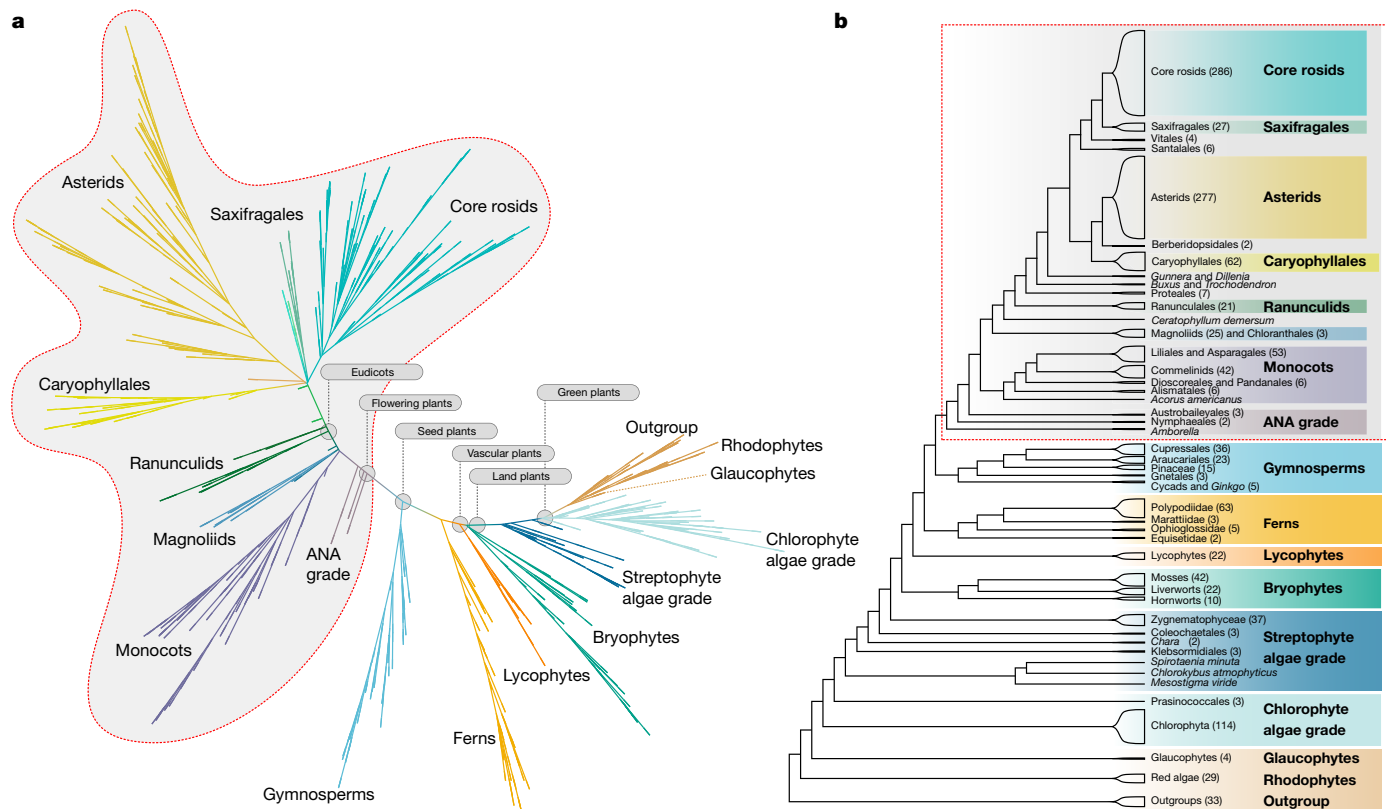 a
Asterids
Saxifragales
Core rosids
Caryophyllales
Eudicots
Flowering plants
Green plants
Seed plants
Outgroup
Vascular plants
Rhodophytes
Ranunculids
Land plants
Glaucophytes
Magnoliids
ANA
grade
Chlorophyte
algae grade
Streptophyte
algae grade
Monocots
Bryophytes
Lycophytes
Ferns
Gymnosperms
b
Core rosids (286) Core rosids
Saxifragales (27) Saxifragales
Vitales (4)
Santalales (6)
Asterids (277) Asterids
Berberidopsidales (2)
Caryophyllales (62) Caryophyllales
Gunnera and Dillenia
Buxus and Trochodendron
Proteales (7)
Ranunculales (21) Ranunculids
Ceratophyllum demersum
Magnoliids (25) and Chloranthales (3)
Liliales and Asparagales (53)
Monocots
Commelinids (42)
Dioscoreales and Pandanales (6)
Alismatales (6)
Acorus americanus
Austrobaileyales (3)
Nymphaeales (2) ANA grade
Amborella
Cupressales (36)
Araucariales (23)
Pinaceae (15) Gymnosperms
Gnetales (3)
Cycads and Ginkgo (5)
Polypodiidae (63)
Marattiidae (3) Ferns
Ophioglossidae (5)
Equisetidae (2)
Lycophytes (22) Lycophytes
Mosses (42)
Liverworts (22) Bryophytes
Hornworts (10)
Zygnematophyceae (37)
Coleochaetales (3) Streptophyte
Chara (2)
Klebsormidiales (3) algae grade
Spirotaenia minuta
Chlorokybus atmophyticus
Mesostigma viride
Prasinococcales (3) Chlorophyte
Chlorophyta (114) algae grade
Glaucophytes (4) Glaucophytes
Red algae (29) Rhodophytes
Outgroups (33) Outgroup